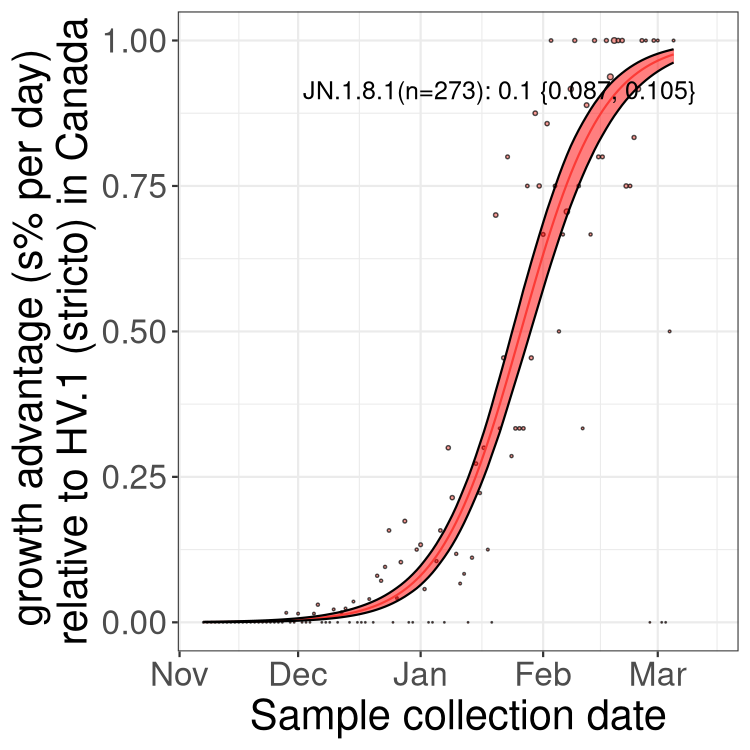 growth advantage (s% per day)
relative to HV.1 (stricto) in Canada
1.00
0.75
0.50
0.25
0.00
JN.1.8.1(n=273): 0.1 {0.087, 0.105}
Nov Dec Jan Feb Mar
Sample collection date